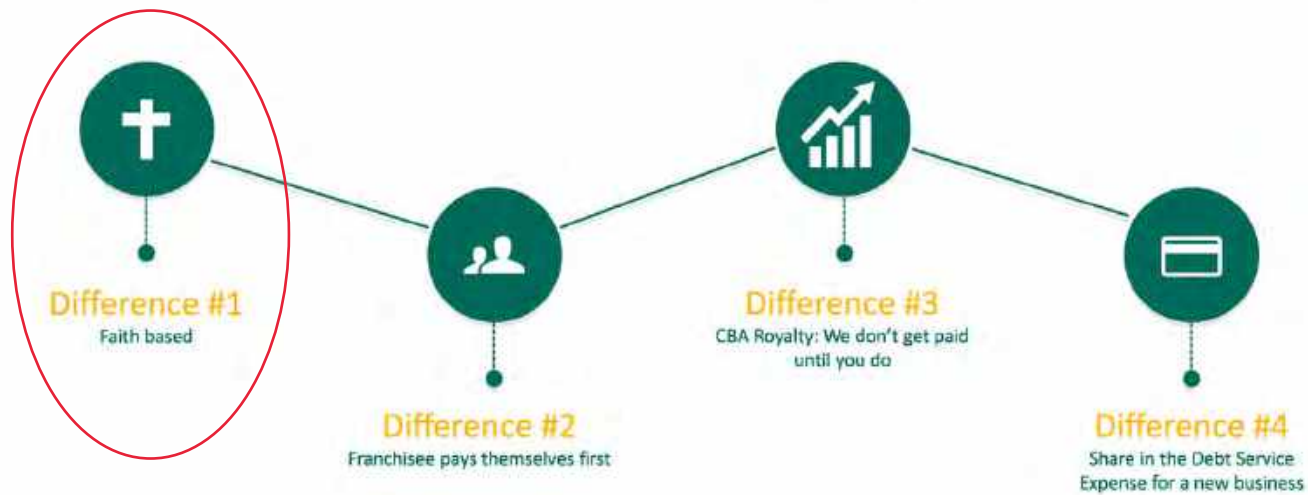 Difference #1
Faith based
Difference #2
Franchisee pays themselves first
Difference #3
CBA Royalty: We don't get paid
until you do
Difference #4
Share in the Debt Service
Expense for a new business